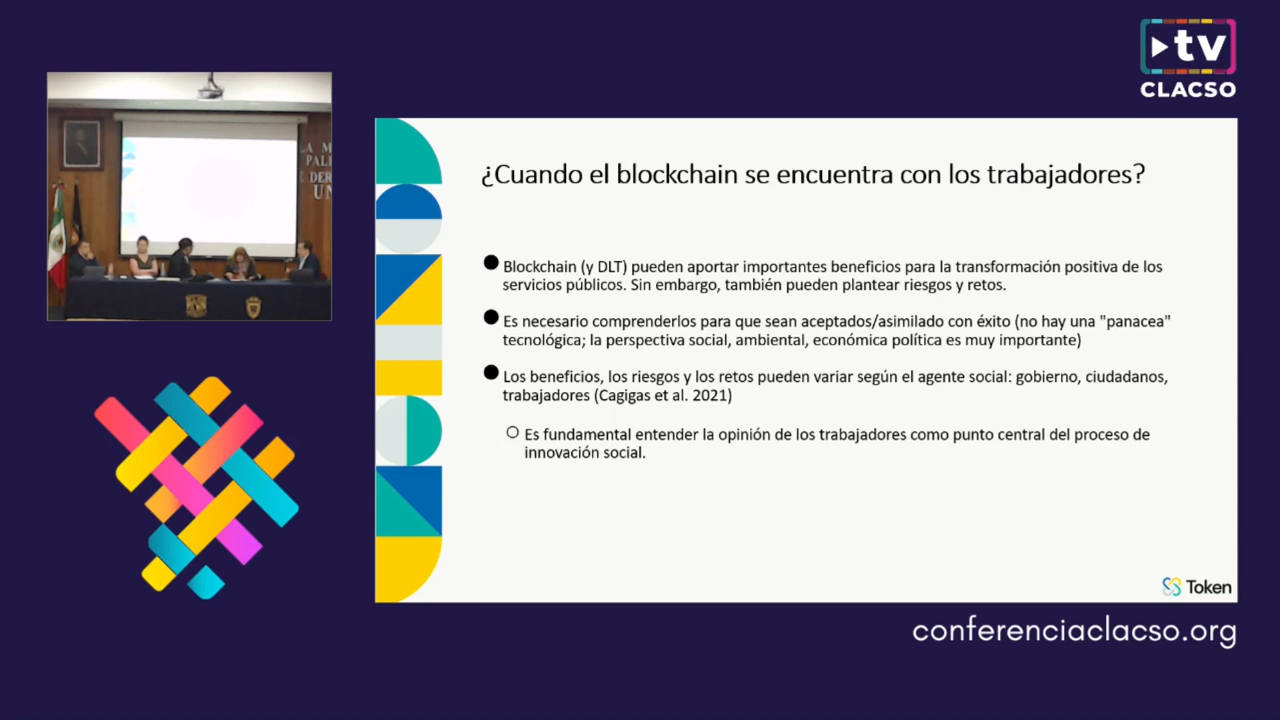 tv
CLACSO
LA M
PALI
E DER
UN
¿Cuando el blockchain se encuentra con los trabajadores?
Blockchain (y DLT) pueden aportar importantes beneficios para la transformación positiva de los
servicios públicos. Sin embargo, también pueden plantear riesgos y retos.
Es necesario comprenderlos para que sean aceptados/asimilado con éxito (no hay una "panacea"
tecnológica; la perspectiva social, ambiental, económica política es muy importante)
Los beneficios, los riesgos y los retos pueden variar según el agente social: gobierno, ciudadanos,
trabajadores (Cagigas et al. 2021)
Es fundamental entender la opinión de los trabajadores como punto central del proceso de
innovación social.
Token
conferenciaclacso.org